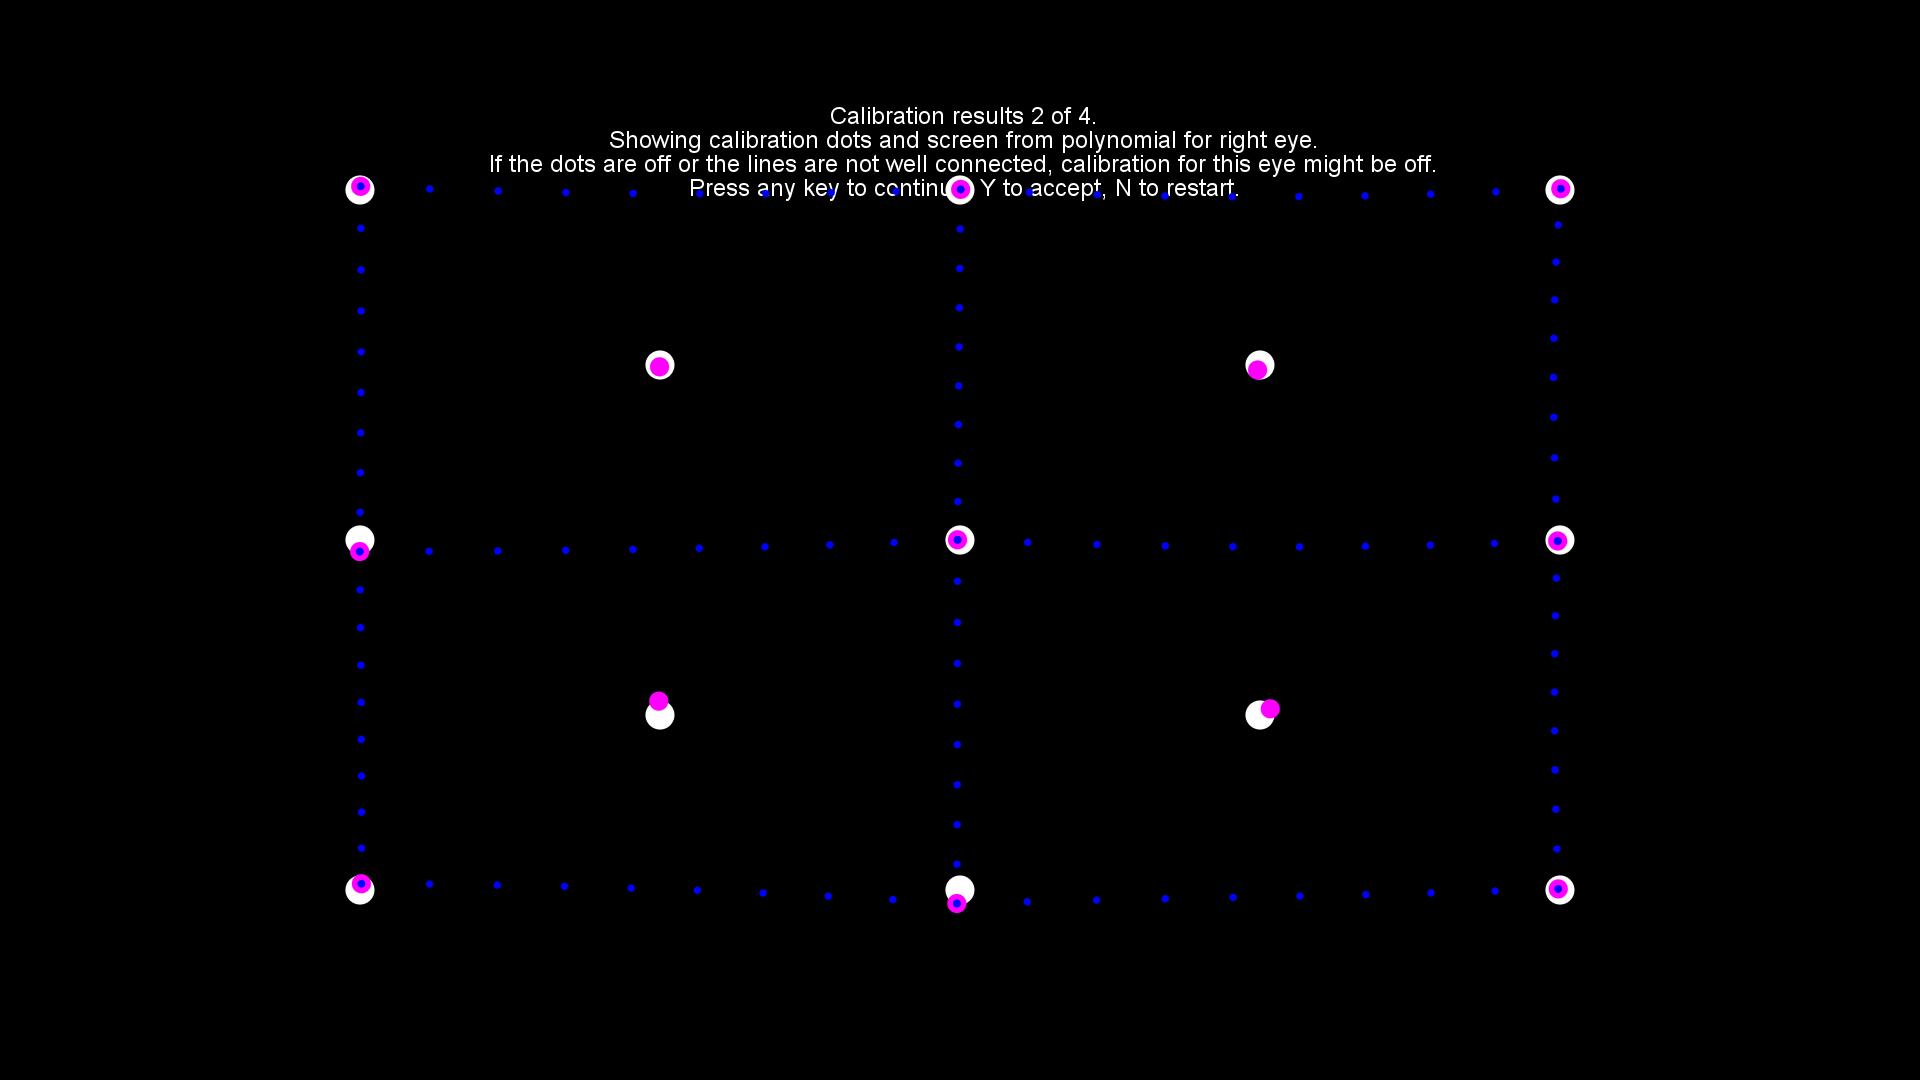 Calibration results 2 of 4.
Showing calibration dots and screen from polynomial for right eye.
If the dots are off or the lines are not well connected, calibration for this eye might be off.
Press any key to continue, Y to accept, N to restart.